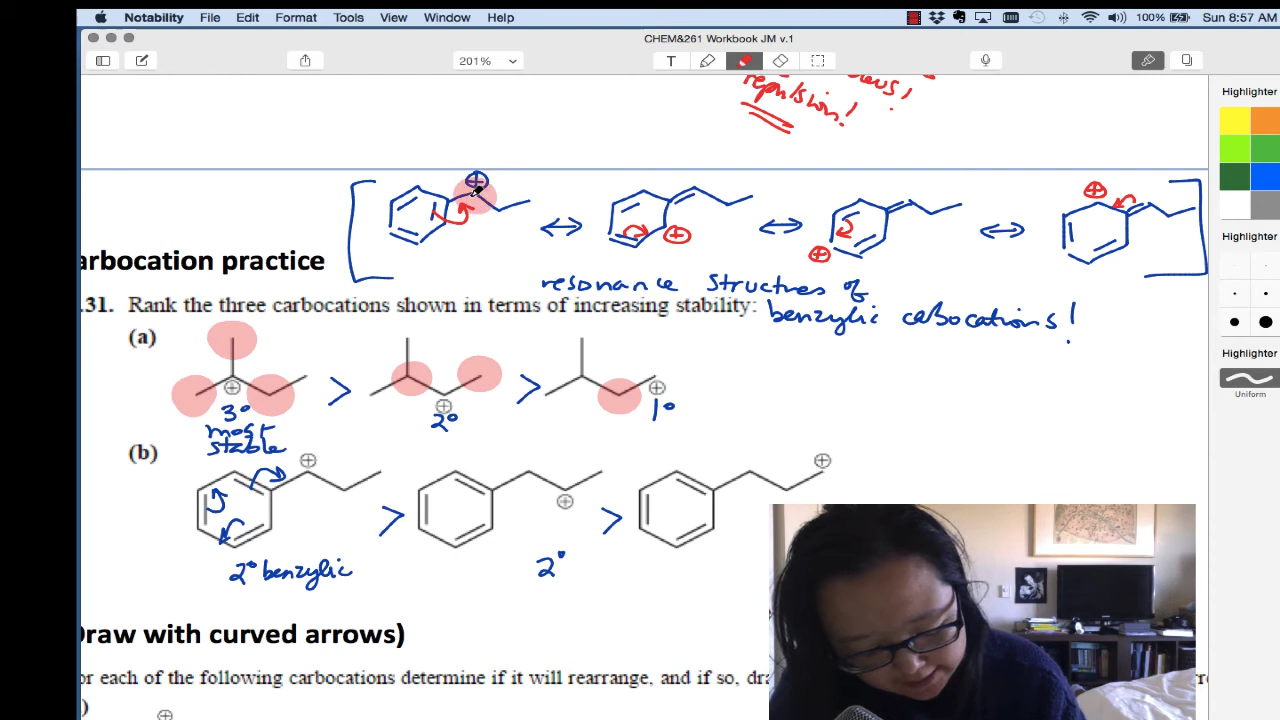 Notability File Edit Format Tools View Window Help 100% Sun 8:57 AM
CHEM&261 Workbook JM v.1
201% T
Highlighter
repulsion!
Highlighter
Highlighter
Uniform
arbocation practice
resonance structures of
.31. Rank the three carbocations shown in terms of increasing stability: benzylic cabocations!
(a)
> >
3° 2° 1°
most
stable
(b)
> >
2° benzylic 2°
Draw with curved arrows)
or each of the following carbocations determine if it will rearrange, and if so, dra
)